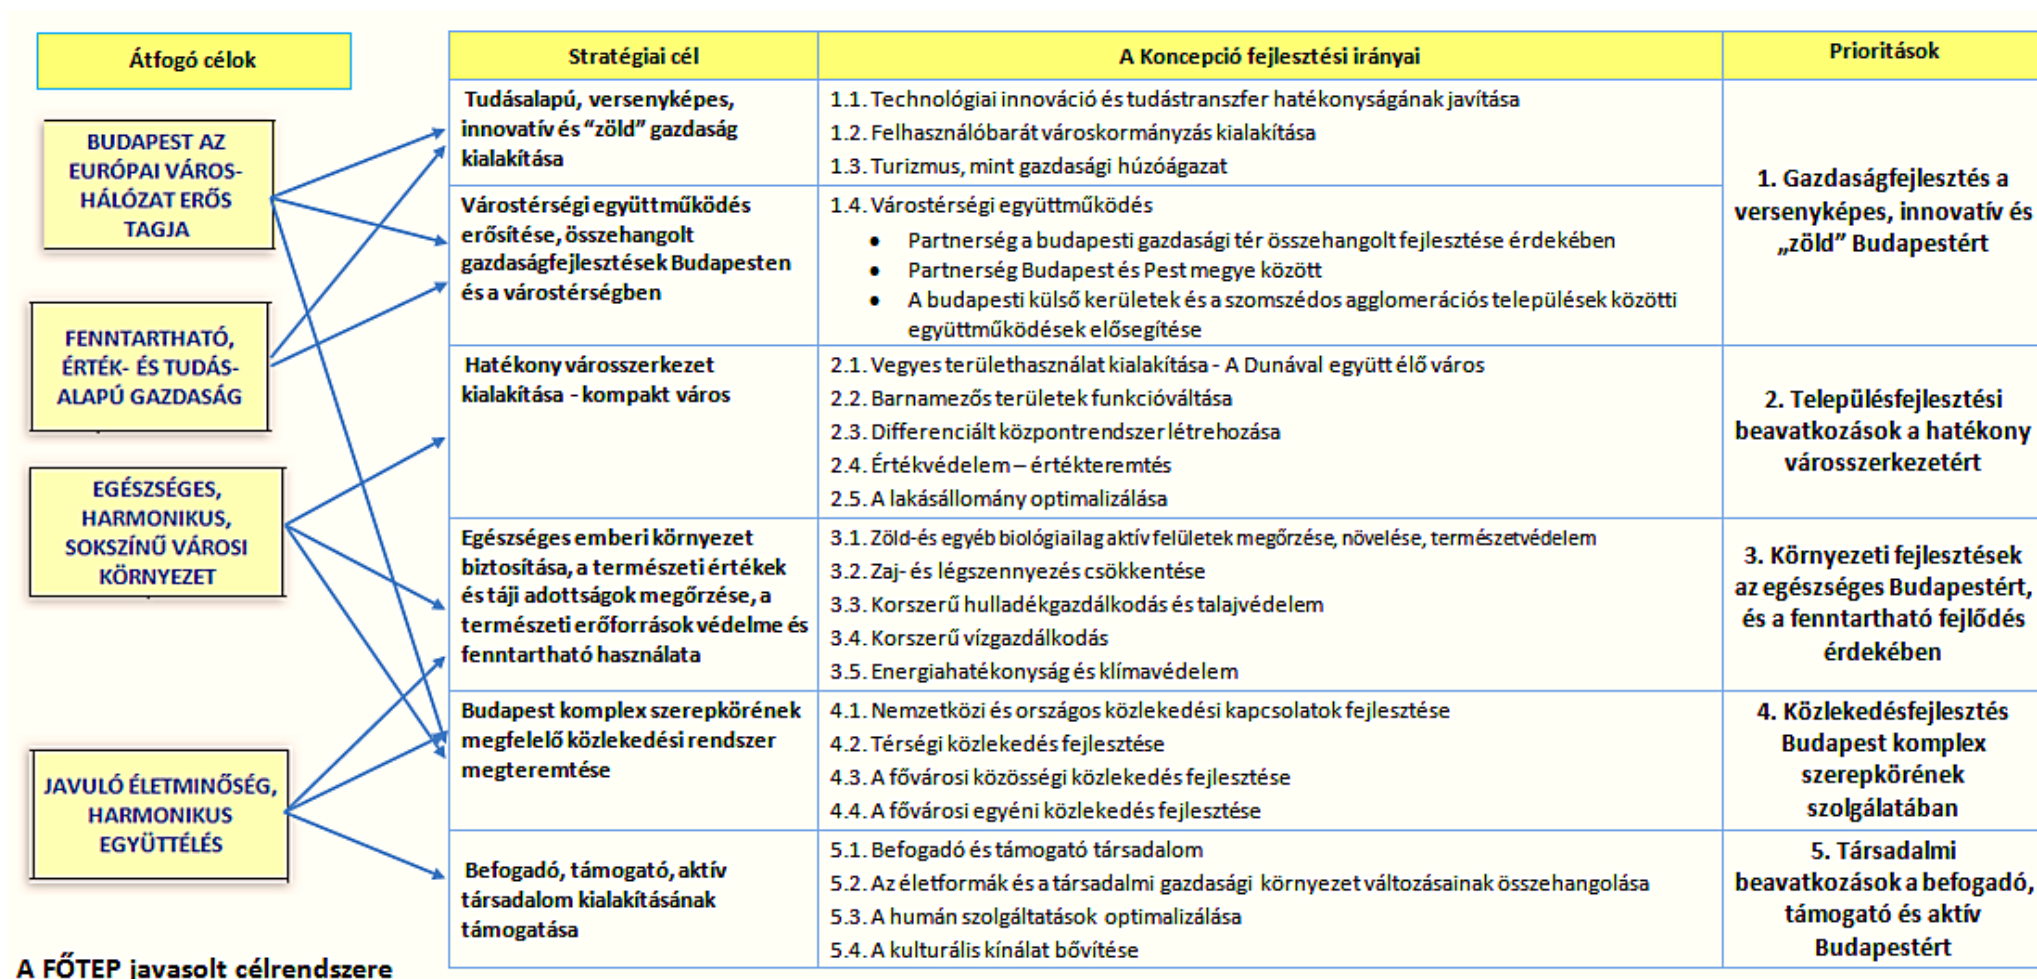 Átfogó célok
BUDAPEST AZ
EURÓPAI VÁROS-
HÁLÓZAT ERŐS
TAGJA
FENNTARTHATÓ,
ÉRTÉK- ÉS TUDÁS-
ALAPÚ GAZDASÁG
EGÉSZSÉGES,
HARMONIKUS,
SOKSZÍNŰ VÁROSI
KÖRNYEZET
JAVULÓ ÉLETMINŐSÉG,
HARMONIKUS
EGYÜTTÉLÉS
Stratégiai cél
A Koncepció fejlesztési irányai
Prioritások
Tudásalapú, versenyképes,
innovatív és “zöld” gazdaság
kialakítása
1.1. Technológiai innováció és tudástranszfer hatékonyságának javítása
1.2. Felhasználóbarát városkormányzás kialakítása
1.3. Turizmus, mint gazdasági húzóágazat
1. Gazdaságfejlesztés a
versenyképes, innovatív és
„zöld” Budapestért
Várostérségi együttműködés
erősítése, összehangolt
gazdaságfejlesztések Budapesten
és a várostérségben
1.4. Várostérségi együttműködés
• Partnerség a budapesti gazdasági tér összehangolt fejlesztése érdekében
• Partnerség Budapest és Pest megye között
• A budapesti külső kerületek és a szomszédos agglomerációs települések közötti
együttműködések elősegítése
Hatékony városszerkezet
kialakítása - kompakt város
2.1. Vegyes területhasználat kialakítása - A Dunával együtt élő város
2.2. Barnamezős területek funkcióváltása
2.3. Differenciált központrendszer létrehozása
2.4. Értékvédelem – értékteremtés
2.5. A lakásállomány optimalizálása
2. Településfejlesztési
beavatkozások a hatékony
városszerkezetért
Egészséges emberi környezet
biztosítása, a természeti értékek
és táji adottságok megőrzése, a
természeti erőforrások védelme és
fenntartható használata
3.1. Zöld-és egyéb biológiailag aktív felületek megőrzése, növelése, természetvédelem
3.2. Zaj- és légszennyezés csökkentése
3.3. Korszerű hulladékgazdálkodás és talajvédelem
3.4. Korszerű vízgazdálkodás
3.5. Energiahatékonyság és klímavédelem
3. Környezeti fejlesztések
az egészséges Budapestért,
és a fenntartható fejlődés
érdekében
Budapest komplex szerepkörének
megfelelő közlekedési rendszer
megteremtése
4.1. Nemzetközi és országos közlekedési kapcsolatok fejlesztése
4.2. Térségi közlekedés fejlesztése
4.3. A fővárosi közösségi közlekedés fejlesztése
4.4. A fővárosi egyéni közlekedés fejlesztése
4. Közlekedésfejlesztés
Budapest komplex
szerepkörének
szolgálatában
Befogadó, támogató, aktív
társadalom kialakításának
támogatása
5.1. Befogadó és támogató társadalom
5.2. Az életformák és a társadalmi gazdasági környezet változásainak összehangolása
5.3. A humán szolgáltatások optimalizálása
5.4. A kulturális kínálat bővítése
5. Társadalmi
beavatkozások a befogadó,
támogató és aktív
Budapestért
A FŐTEP javasolt célrendszere